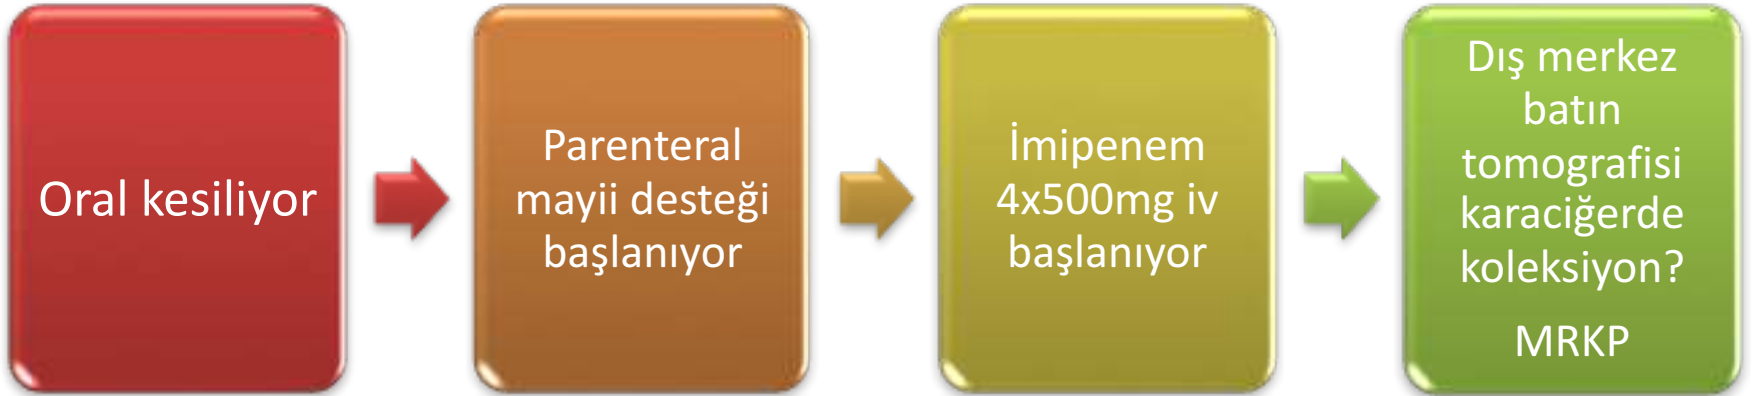 Oral kesiliyor
Parenteral
mayii desteği
başlanıyor
İmipenem
4x500mg iv
başlanıyor
Dış merkez
batın
tomografisi
karaciğerde
koleksiyon?
MRKP